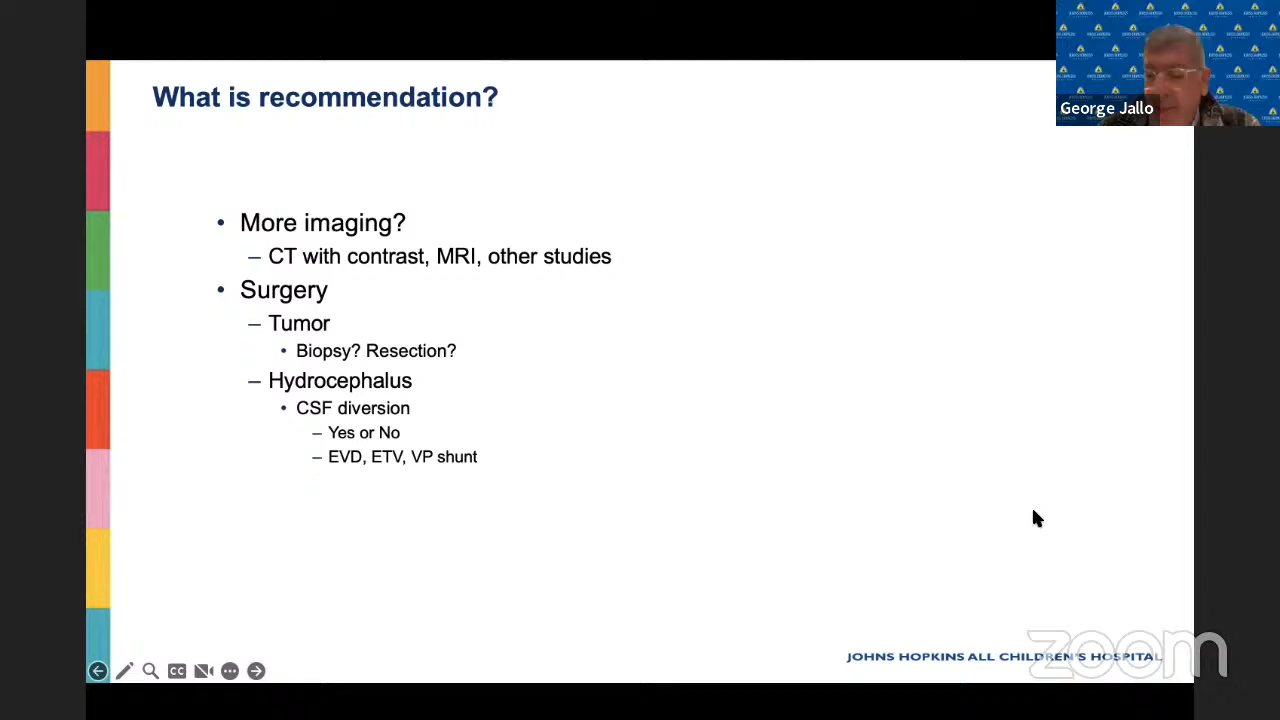 What is recommendation?
George Jallo
• More imaging?
– CT with contrast, MRI, other studies
• Surgery
– Tumor
• Biopsy? Resection?
– Hydrocephalus
• CSF diversion
– Yes or No
– EVD, ETV, VP shunt
JOHNS HOPKINS ALL CHILDREN'S HOSPITAL
zoom
CC